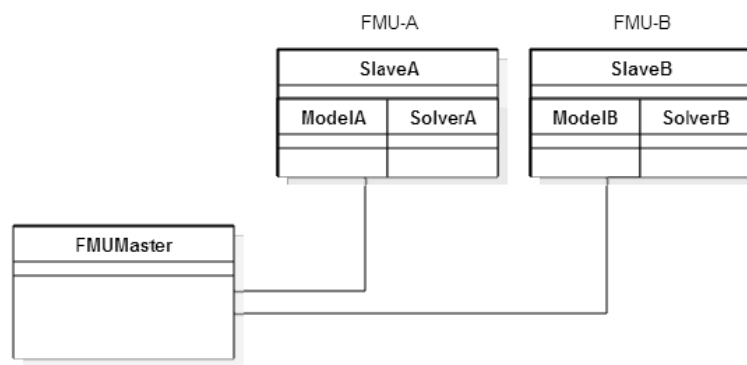 FMU-A FMU-B
SlaveA SlaveB
ModelA SolverA ModelB SolverB
FMUMaster